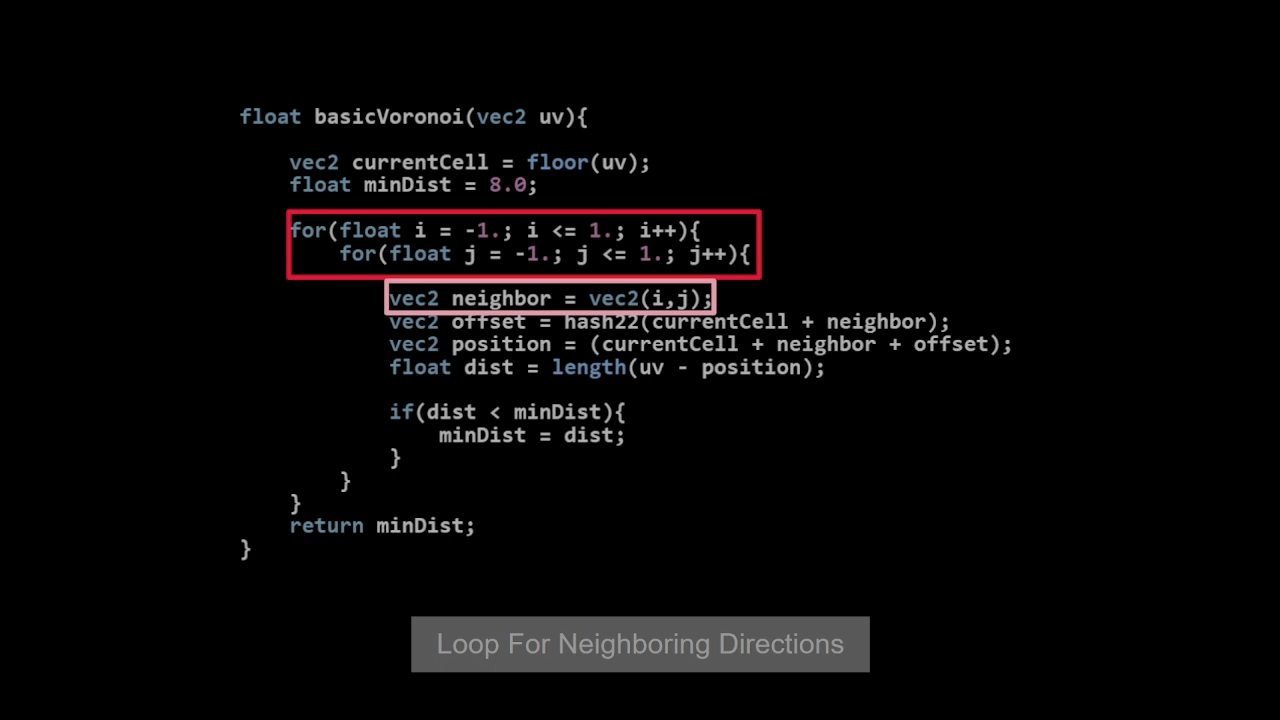 float basicVoronoi(vec2 uv){
vec2 currentCell = floor(uv);
float minDist = 8.0;
for(float i = -1.; i <= 1.; i++){
for(float j = -1.; j <= 1.; j++){
vec2 neighbor = vec2(i,j);
vec2 offset = hash22(currentCell + neighbor);
vec2 position = (currentCell + neighbor + offset);
float dist = length(uv - position);
if(dist < minDist){
minDist = dist;
}
}
}
return minDist;
}
Loop For Neighboring Directions